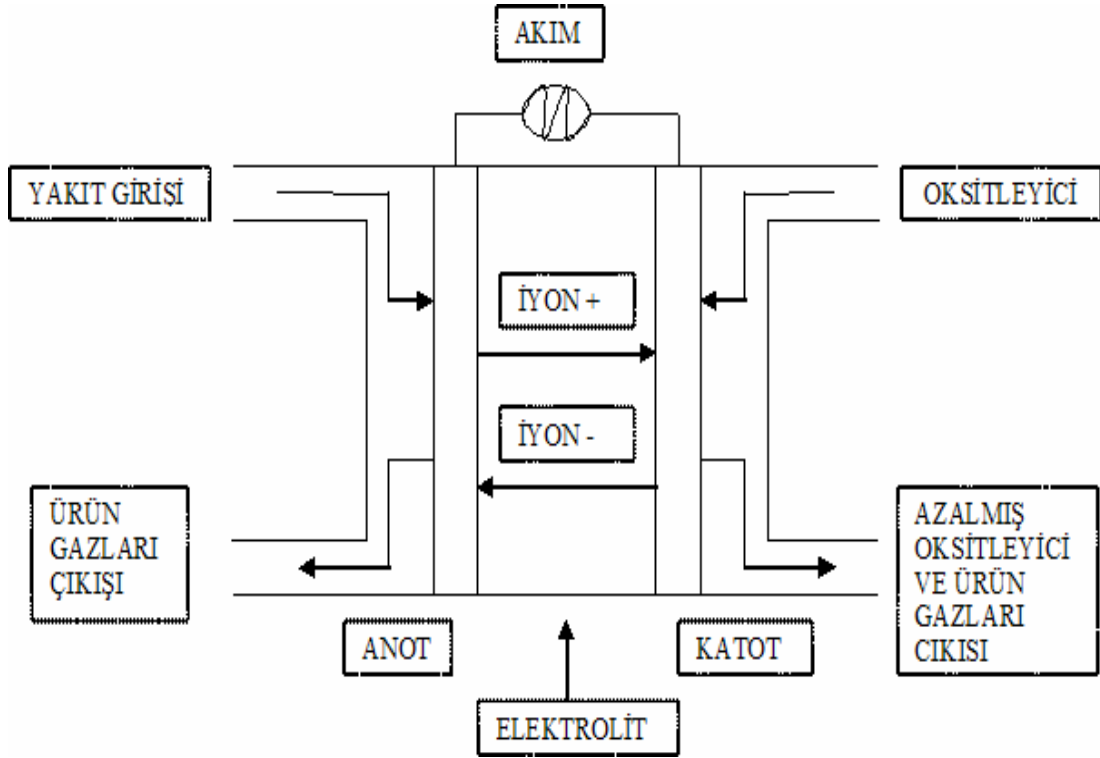 AKIM
YAKIT GİRİŞİ
OKSİTLEYİCİ
İYON +
İYON -
ÜRÜN
GAZLARI
ÇIKIŞI
AZALMIŞ
OKSİTLEYİCİ
VE ÜRÜN
GAZLARI
CIKISI
ANOT
KATOT
ELEKTROLİT